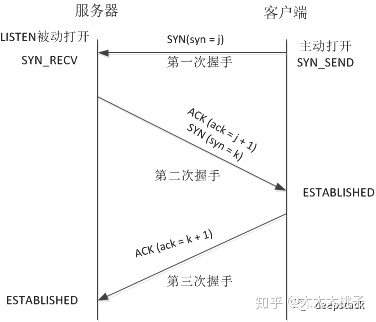 服务器
客户端
LISTEN被动打开
SYN(syn = j)
主动打开
SYN_RECV
第一次握手
SYN_SEND
ACK (ack = j + 1)
SYN (syn = k)
第二次握手
ESTABLISHED
ACK (ack = k + 1)
第三次握手
ESTABLISHED
知乎
deepstack